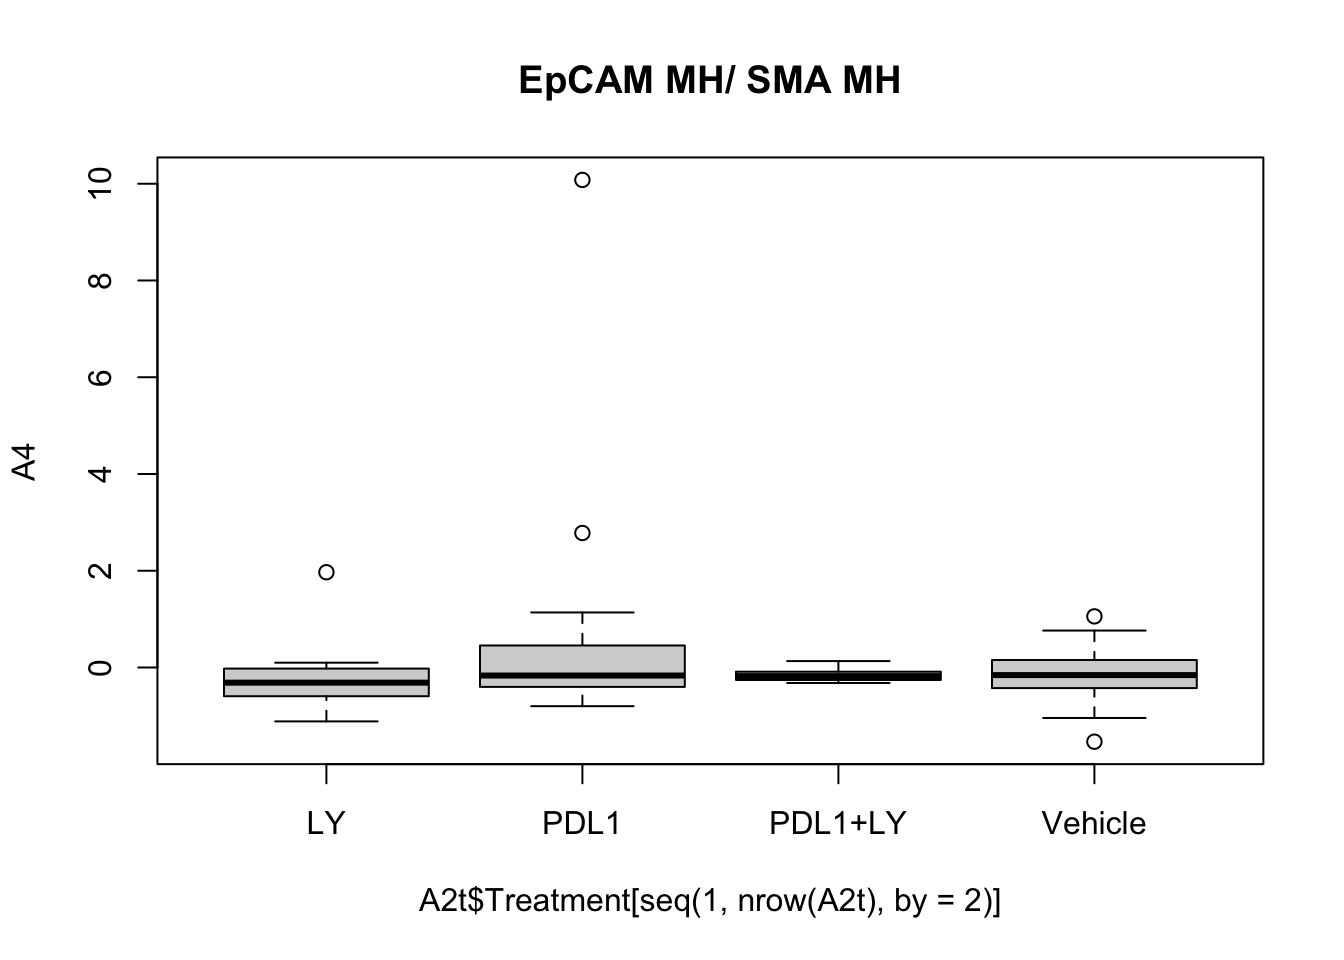 EpCAM MH/ SMA MH
10
8
6
4
2
0
A4
LY
PDL1
PDL1+LY
Vehicle
A2t$Treatment[seq(1, nrow(A2t), by = 2)]